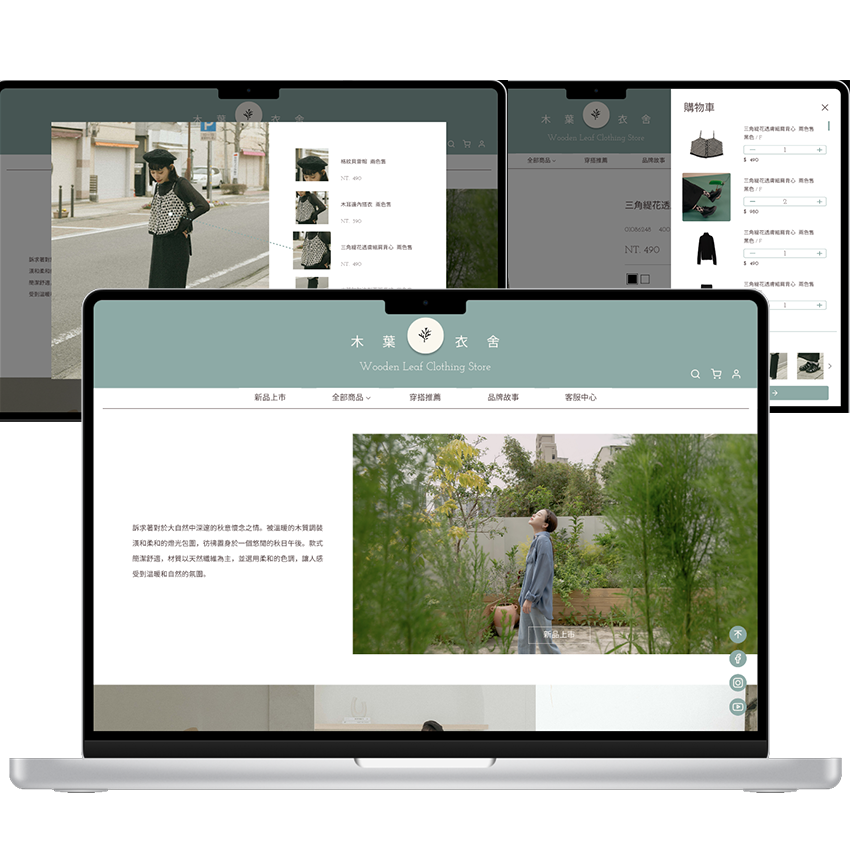 木 葉 衣 舍
格紋貝蕾帽 兩色售
NT. 490
木耳邊內搭衣 兩色售
NT. 590
三角緹花透膚細肩背心 兩色售
NT. 490
訴求著對
漢和柔和
簡潔舒適
受到溫暖
木 葉 衣 舍
Wooden Leaf Clothing Store
全部商品
穿搭推薦
品牌故事
三角緹花透
01086248
400
NT. 490
購物車
三角緹花透膚細肩背心 兩色售
黑色 / F
1
$ 490
三角緹花透膚細肩背心 兩色售
黑色 / F
2
$ 980
三角緹花透膚細肩背心 兩色售
黑色 / F
1
$ 490
三角緹花透膚細肩背心 兩色售
1
木 葉 衣 舍
Wooden Leaf Clothing Store
新品上市
全部商品
穿搭推薦
品牌故事
客服中心
訴求著對於大自然中深邃的秋意懷念之情。被溫暖的木質調裝
潢和柔和的燈光包圍，彷彿置身於一個悠閒的秋日午後。款式
簡潔舒適，材質以天然纖維為主，並選用柔和的色調，讓人感
受到溫暖和自然的氛圍。
新品上市